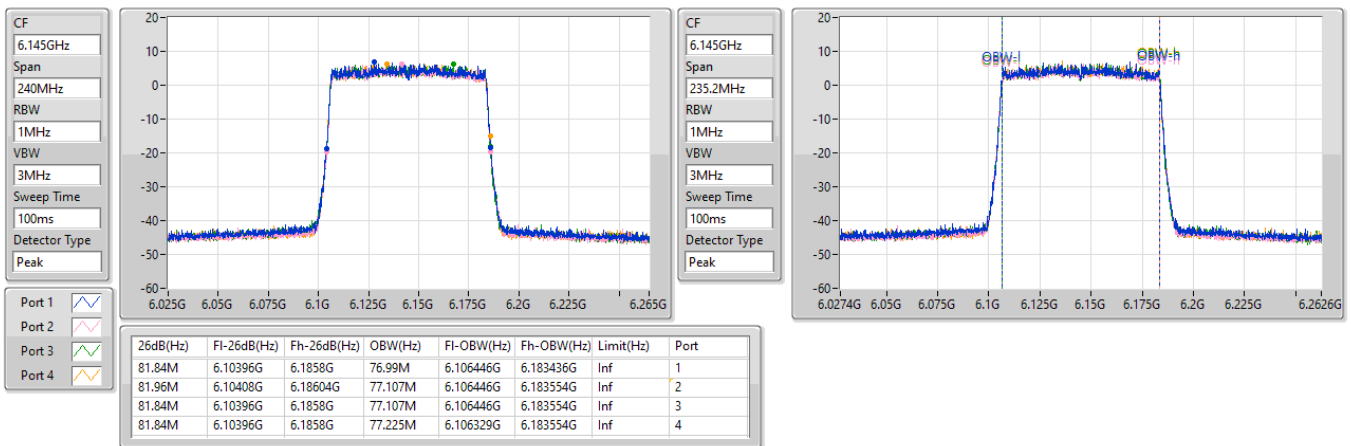 CF
6.145GHz
Span
240MHz
RBW
1MHz
VBW
3MHz
Sweep Time
100ms
Detector Type
Peak
20
10
0
-10
-20
-30
-40
-50
-60
6.025G 6.05G 6.075G 6.1G 6.125G 6.15G 6.175G 6.2G 6.225G 6.265G
CF
6.145GHz
Span
235.2MHz
RBW
1MHz
VBW
3MHz
Sweep Time
100ms
Detector Type
Peak
20
10
0
-10
-20
-30
-40
-50
-60
OBW-l OBW-h
6.0274G 6.05G 6.075G 6.1G 6.125G 6.15G 6.175G 6.2G 6.225G 6.2626G
Port 1
Port 2
Port 3
Port 4
26dB(Hz) Fl-26dB(Hz) Fh-26dB(Hz) OBW(Hz) Fl-OBW(Hz) Fh-OBW(Hz) Limit(Hz) Port
81.84M 6.10396G 6.1858G 76.99M 6.106446G 6.183436G Inf 1
81.96M 6.10408G 6.18604G 77.107M 6.106446G 6.183554G Inf 2
81.84M 6.10396G 6.1858G 77.107M 6.106446G 6.183554G Inf 3
81.84M 6.10396G 6.1858G 77.225M 6.106329G 6.183554G Inf 4